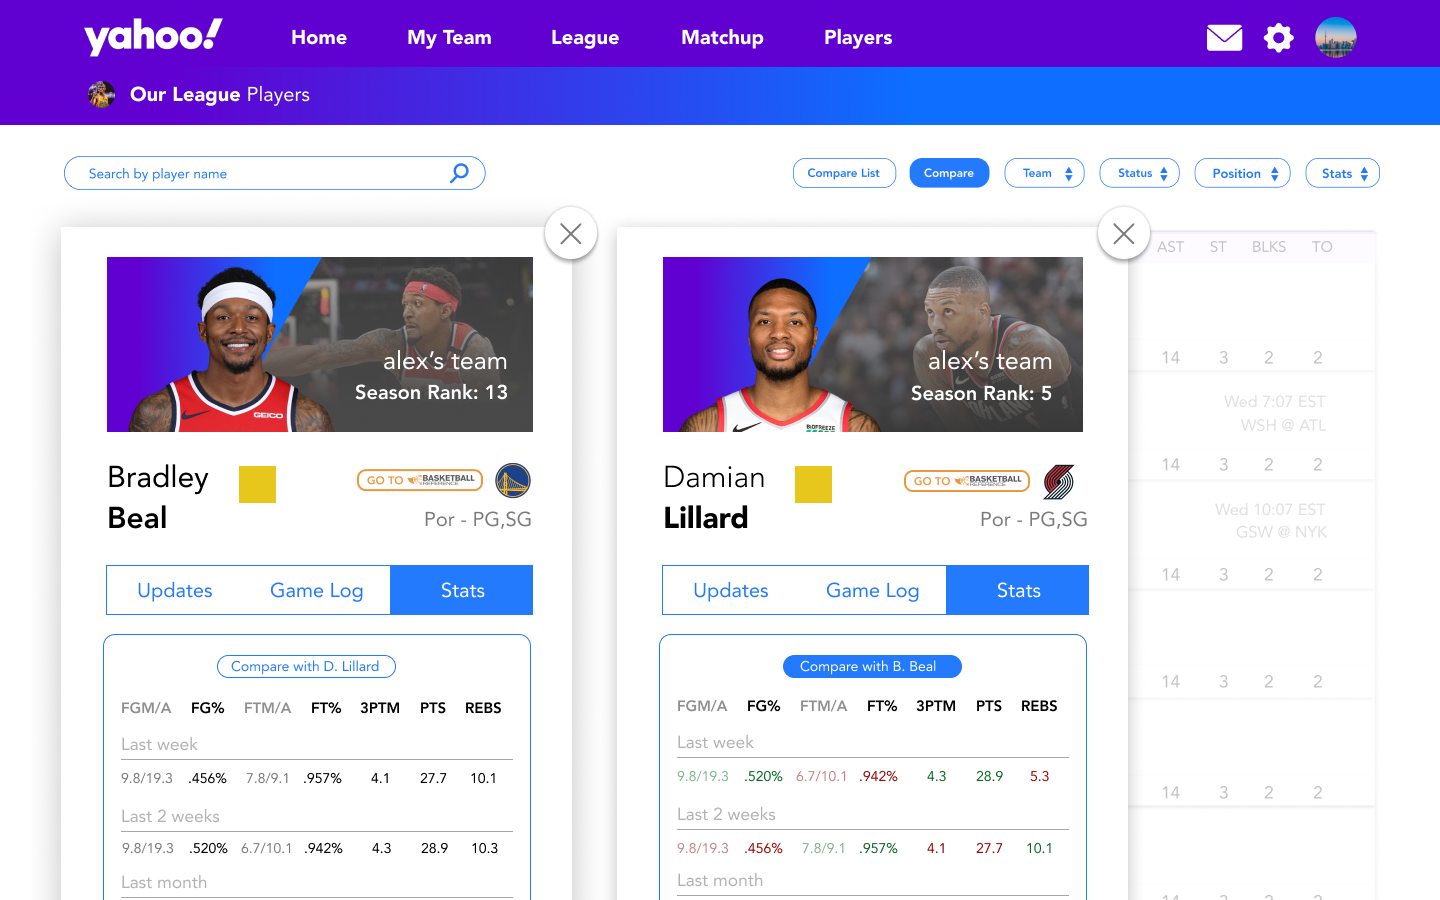 yahoo!
Home My Team League Matchup Players
Our League Players
Search by player name
Compare List Compare Team Status Position Stats
AST ST BLKS TO
alex's team
Season Rank: 13
GEICO
Bradley
Beal
GO TO BASKETBALL REFERENCE
Por - PG,SG
Updates Game Log Stats
Compare with D. Lillard
FGM/A FG% FTM/A FT% 3PTM PTS REBS
Last week
9.8/19.3 .456% 7.8/9.1 .957% 4.1 27.7 10.1
Last 2 weeks
9.8/19.3 .520% 6.7/10.1 .942% 4.3 28.9 10.3
Last month
alex's team
Season Rank: 5
BIOFREEZE
Damian
Lillard
GO TO BASKETBALL REFERENCE
Por - PG,SG
Updates Game Log Stats
Compare with B. Beal
FGM/A FG% FTM/A FT% 3PTM PTS REBS
Last week
9.8/19.3 .520% 6.7/10.1 .942% 4.3 28.9 5.3
Last 2 weeks
9.8/19.3 .456% 7.8/9.1 .957% 4.1 27.7 10.1
Last month
14 3 2 2
Wed 7:07 EST
WSH @ ATL
14 3 2 2
Wed 10:07 EST
GSW @ NYK
14 3 2 2
14 3 2 2
14 3 2 2
14 3 2 2